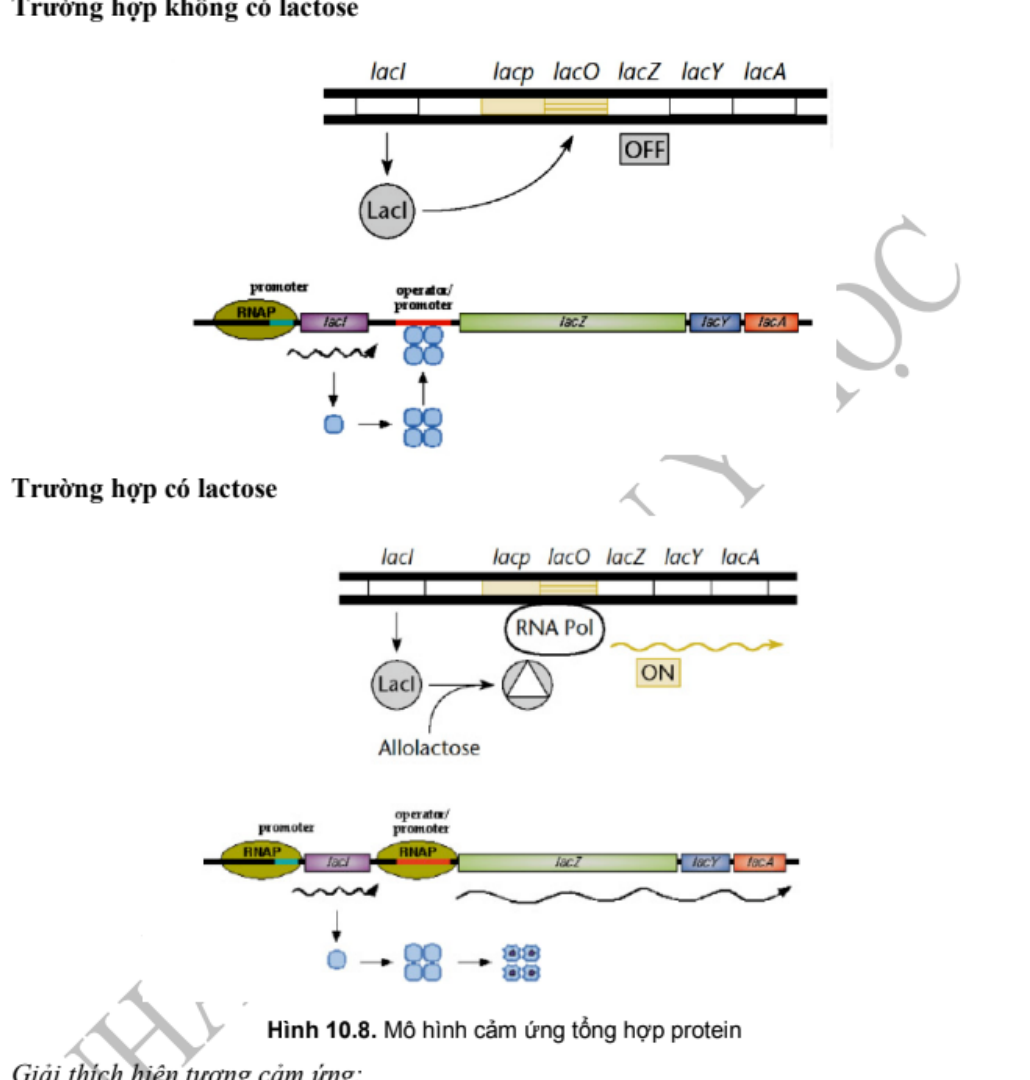 Trường hợp không có lactose
lacI lacp lacO lacZ lacY lacA
OFF
LacI
promoter
operator/
promoter
RNAP lacI lacZ lacY lacA
Trường hợp có lactose
lacI lacp lacO lacZ lacY lacA
RNA Pol
ON
LacI
Allolactose
promoter
operator/
promoter
RNAP lacI RNAP lacZ lacY lacA
Hình 10.8. Mô hình cảm ứng tổng hợp protein
Giải thích hiện tượng cảm ứng: